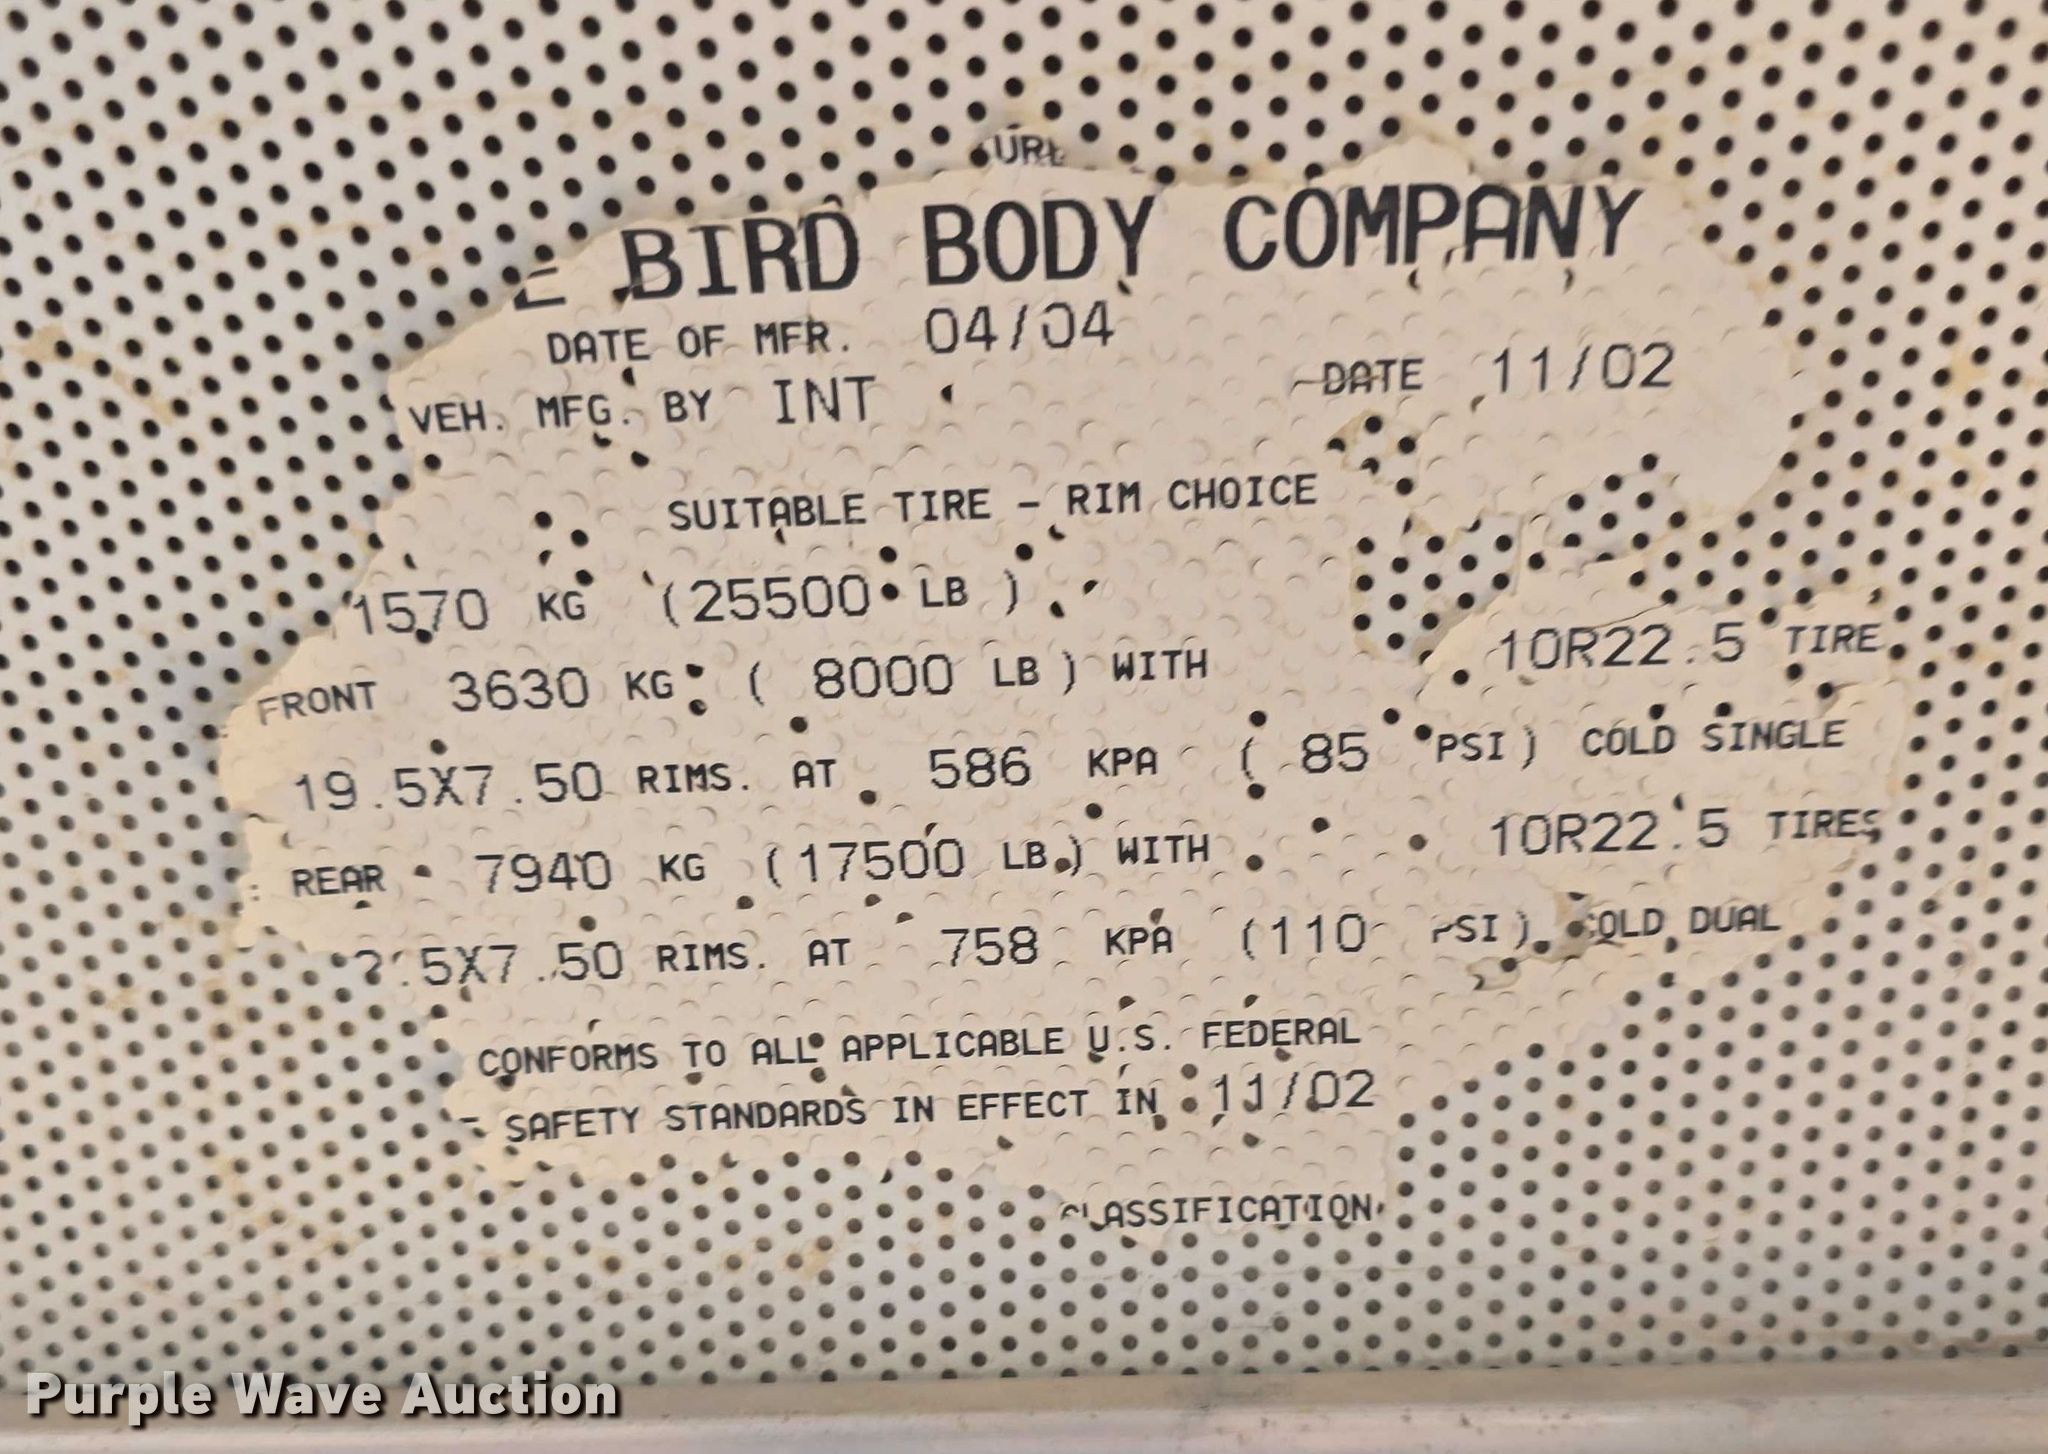 BIRD BODY COMPANY
DATE OF MFR. 04/04
VEH. MFG. BY INT DATE 11/02
SUITABLE TIRE - RIM CHOICE
1570 KG (25500 LB )
FRONT 3630 KG ( 8000 LB ) WITH 10R22.5 TIRE
19.5X7.50 RIMS. AT 586 KPA ( 85 PSI) COLD SINGLE
REAR 7940 KG (17500 LB ) WITH 10R22.5 TIRES
.5X7.50 RIMS. AT 758 KPA (110 PSI) COLD DUAL
CONFORMS TO ALL APPLICABLE U.S. FEDERAL
SAFETY STANDARDS IN EFFECT IN 11/02
CLASSIFICATION
Purple Wave Auction